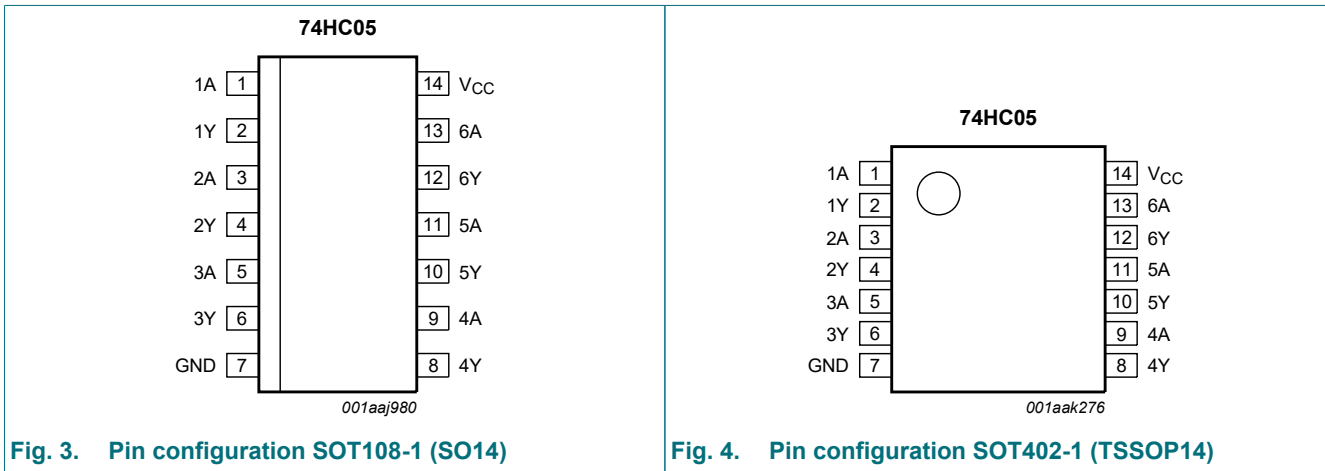 74HC05
1A 1 14 VCC
1Y 2 13 6A
2A 3 12 6Y
2Y 4 11 5A
3A 5 10 5Y
3Y 6 9 4A
GND 7 8 4Y
001aaj980
Fig. 3. Pin configuration SOT108-1 (SO14)
74HC05
1A 1 14 VCC
1Y 2 13 6A
2A 3 12 6Y
2Y 4 11 5A
3A 5 10 5Y
3Y 6 9 4A
GND 7 8 4Y
001aak276
Fig. 4. Pin configuration SOT402-1 (TSSOP14)